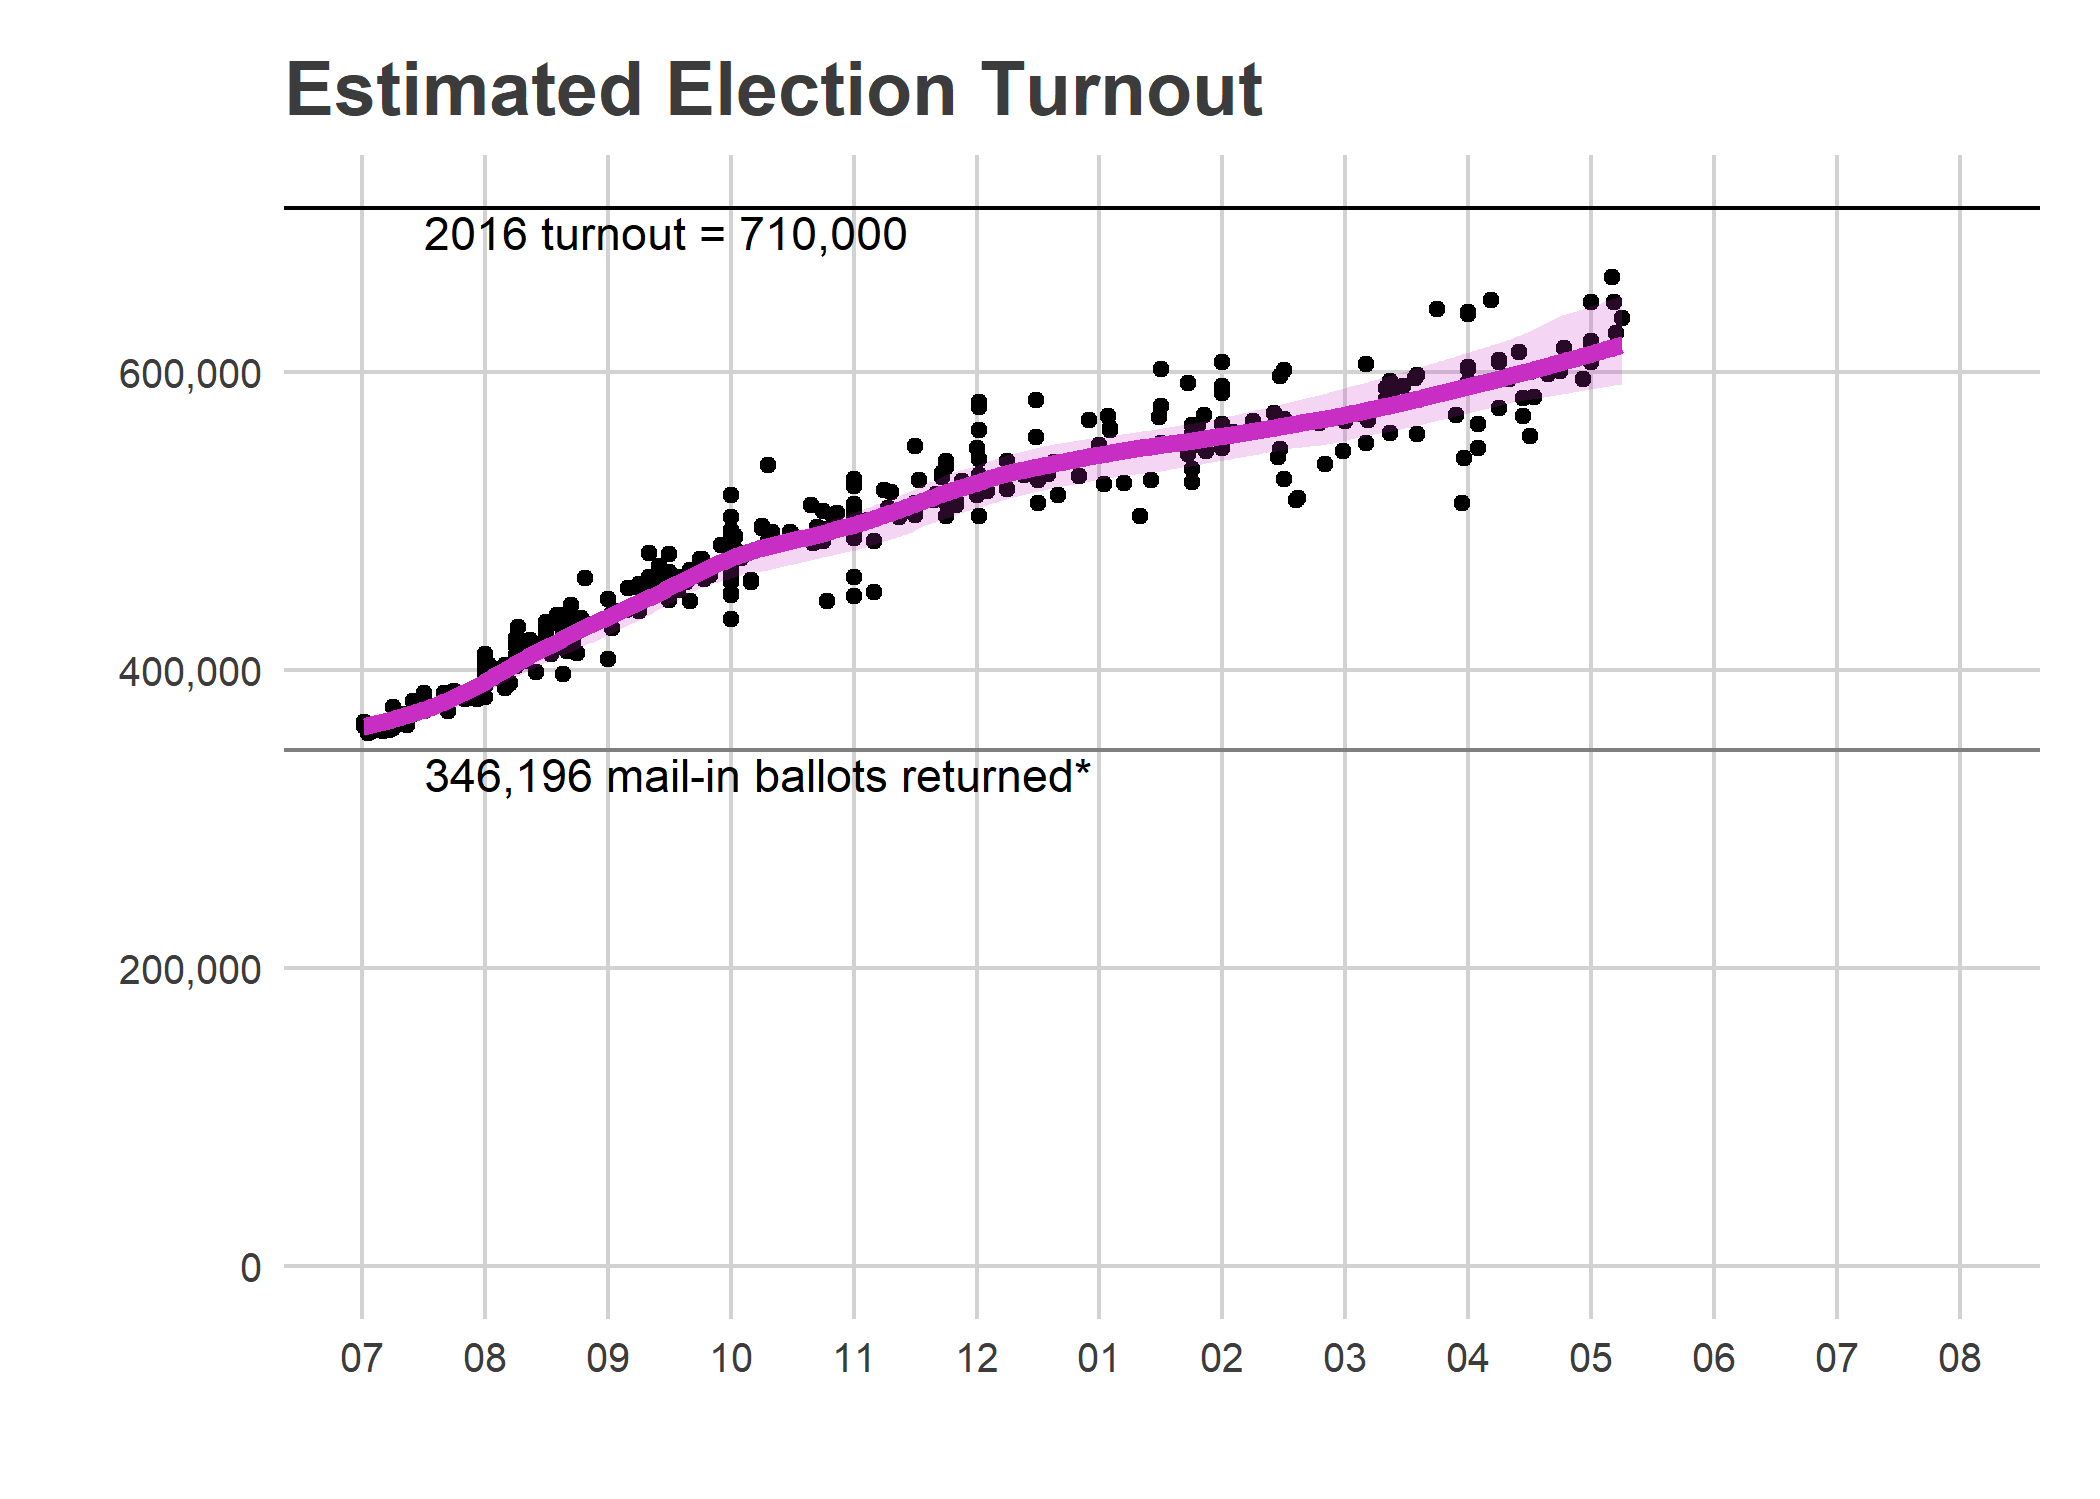 Estimated Election Turnout
2016 turnout = 710,000
600,000
400,000
346,196 mail-in ballots returned*
200,000
0
07 08 09 10 11 12 01 02 03 04 05 06 07 08